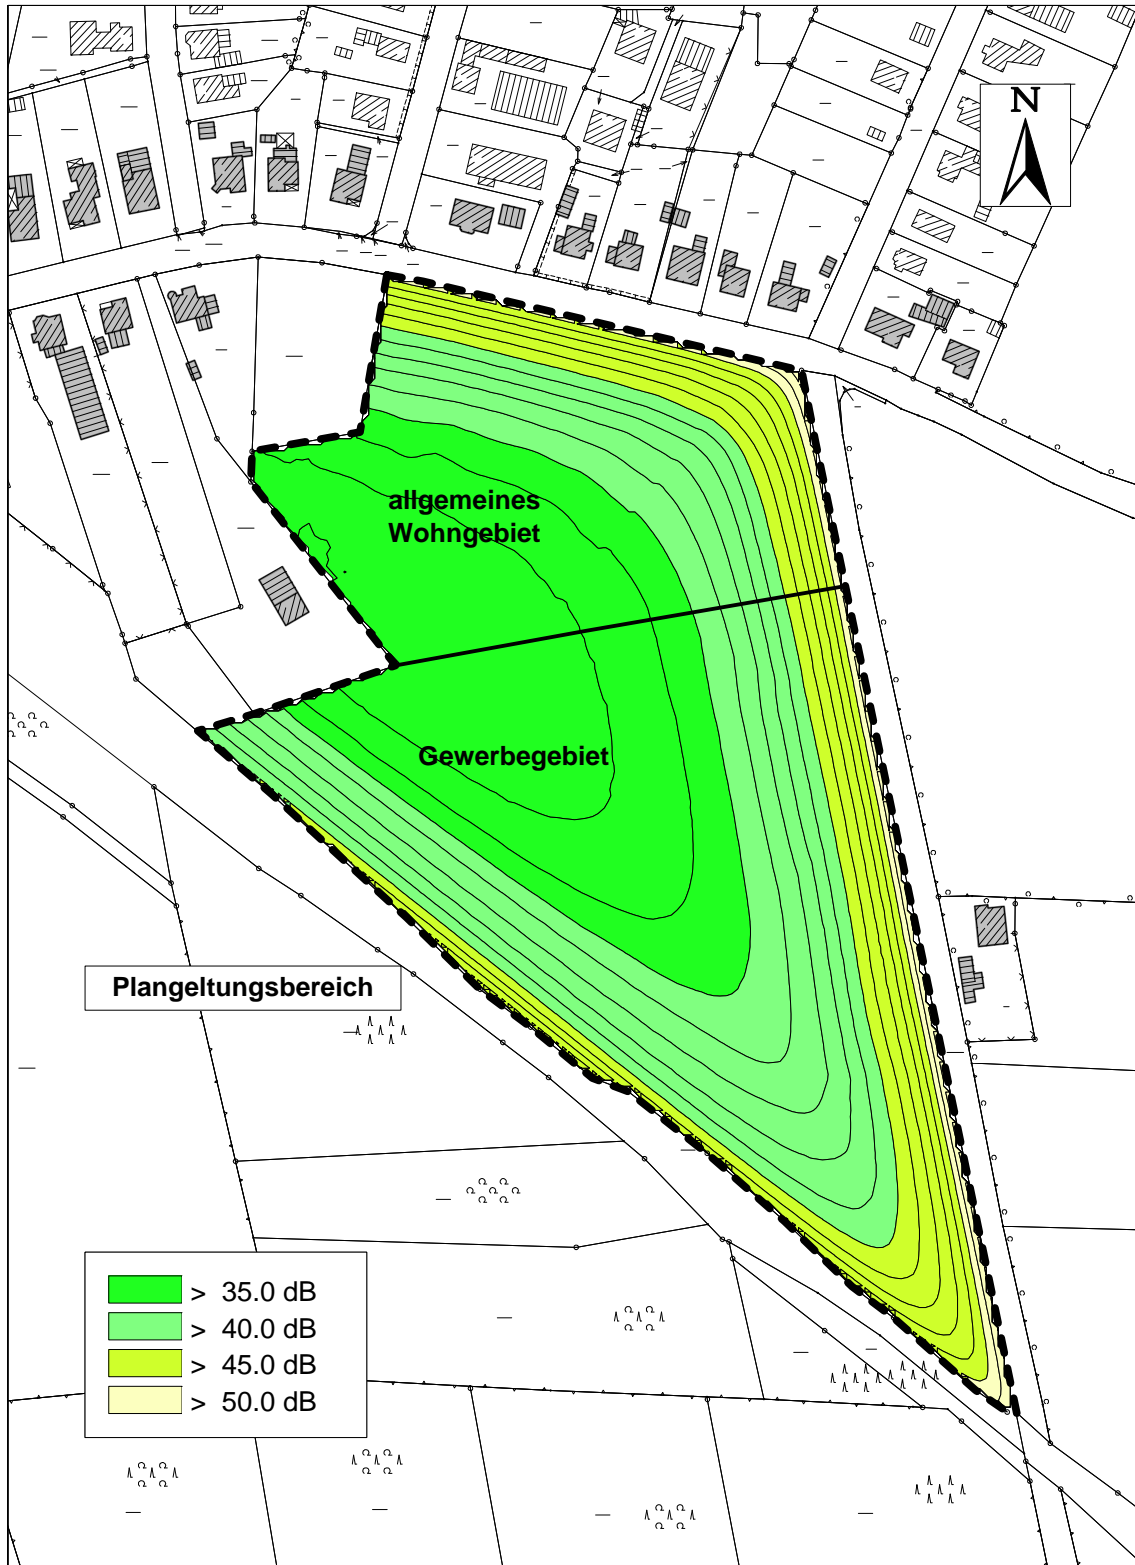 N
allgemeines
Wohngebiet
Gewerbegebiet
Plangeltungsbereich
> 35.0 dB
> 40.0 dB
> 45.0 dB
> 50.0 dB